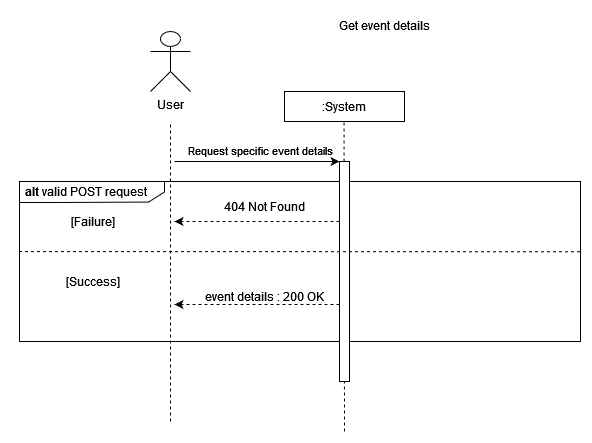 Get event details
User
:System
Request specific event details
alt valid POST request
404 Not Found
[Failure]
[Success]
event details : 200 OK